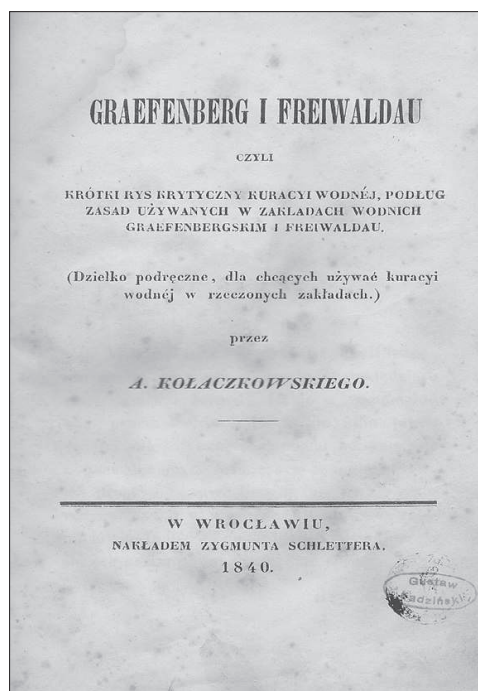 GRAEFENBERG I FREIWALDAU
CZYLI
KRÓTKI RYS KRYTYCZNY KURACYI WODNÉJ, PODŁUG
ZASAD UŻYWANYCH W ZAKŁADACH WODNICH
GRAEFENBERGSKIM I FREIWALDAU.
(Dziełko podręczne, dla chcących używać kuracyi
wodnéj w rzeczonych zakładach.)
przez
A. KOŁACZKOWSKIEGO.
W WROCŁAWIU,
NAKŁADEM ZYGMUNTA SCHLETTERA.
1840.
Gustaw